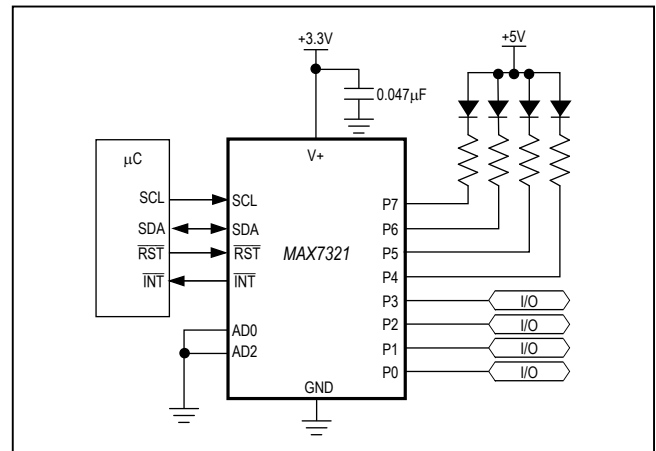 +3.3V
+5V
0.047μF
μC
V+
SCL
SCL
P7
SDA
SDA
P6
RST
RST
MAX7321
P5
INT
INT
P4
P3
I/O
P2
I/O
AD0
P1
I/O
AD2
P0
I/O
GND